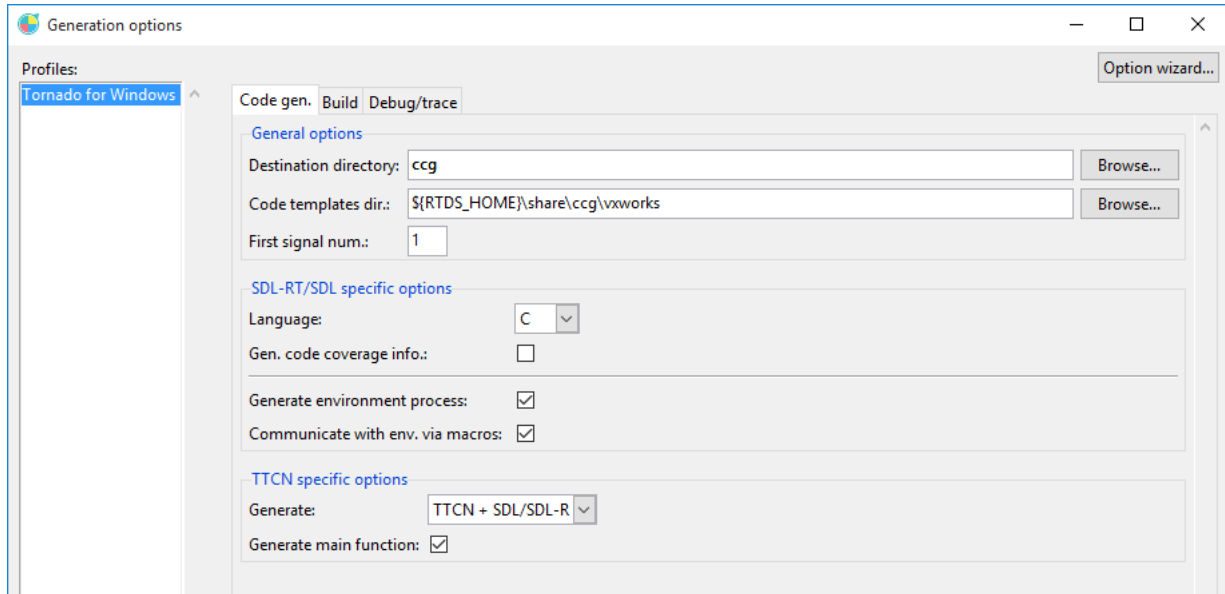 Generation options
Profiles:
Option wizard...
Tornado for Windows
Code gen. Build Debug/trace
General options
Destination directory: ccg Browse...
Code templates dir.: ${RTDS_HOME}\share\ccg\vxworks Browse...
First signal num.: 1
SDL-RT/SDL specific options
Language: C
Gen. code coverage info.:
Generate environment process:
Communicate with env. via macros:
TTCN specific options
Generate: TTCN + SDL/SDL-R
Generate main function: